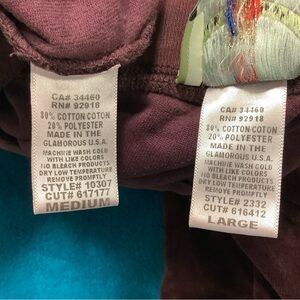 CA# 34460
RN# 92918
80% COTTON-COTON
20% POLYESTER
MADE IN THE
GLAMOROUS U.S.A.
MACHINE WASH COLD
WITH LIKE COLORS
NO BLEACH PRODUCTS
DRY LOW TEMPERATURE
REMOVE PROMPTLY
STYLE# 10307
CUT# 617177
MEDIUM
CA# 34460
RN# 92918
80% COTTON-COTON
20% POLYESTER
MADE IN THE
GLAMOROUS U.S.A.
MACHINE WASH COLD
WITH LIKE COLORS
NO BLEACH PRODUCTS
DRY LOW TEMPERATURE
REMOVE PROMPTLY
STYLE# 2332
CUT# 616412
LARGE